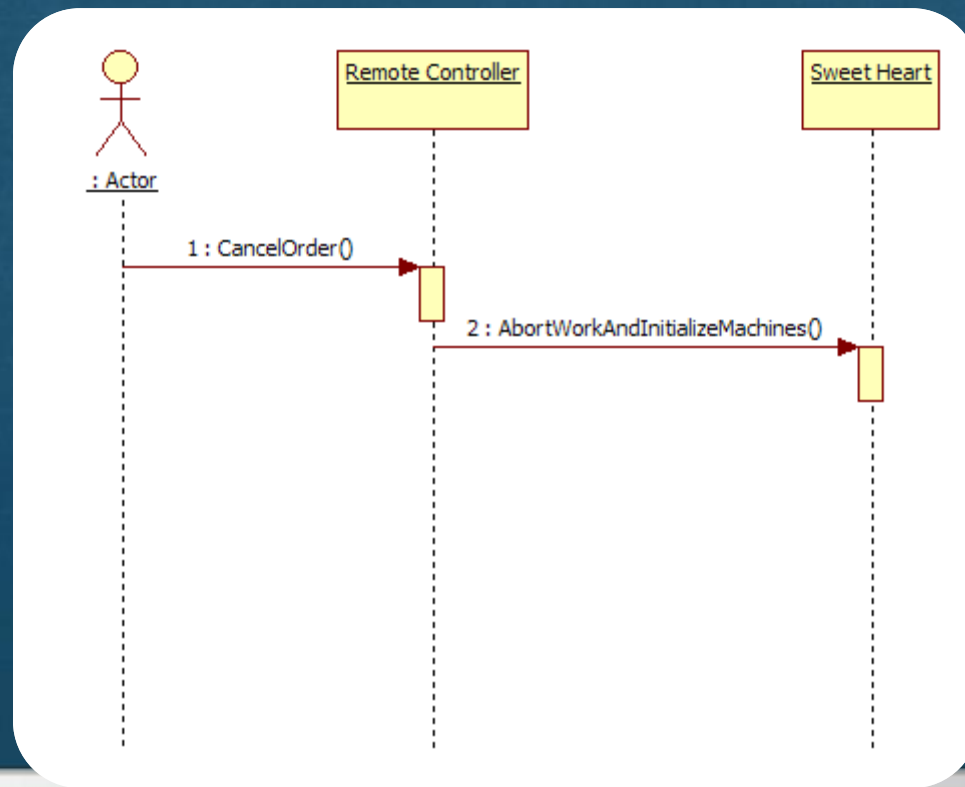 Remote Controller
Sweet Heart
: Actor
1 : CancelOrder()
2 : AbortWorkAndInitializeMachines()